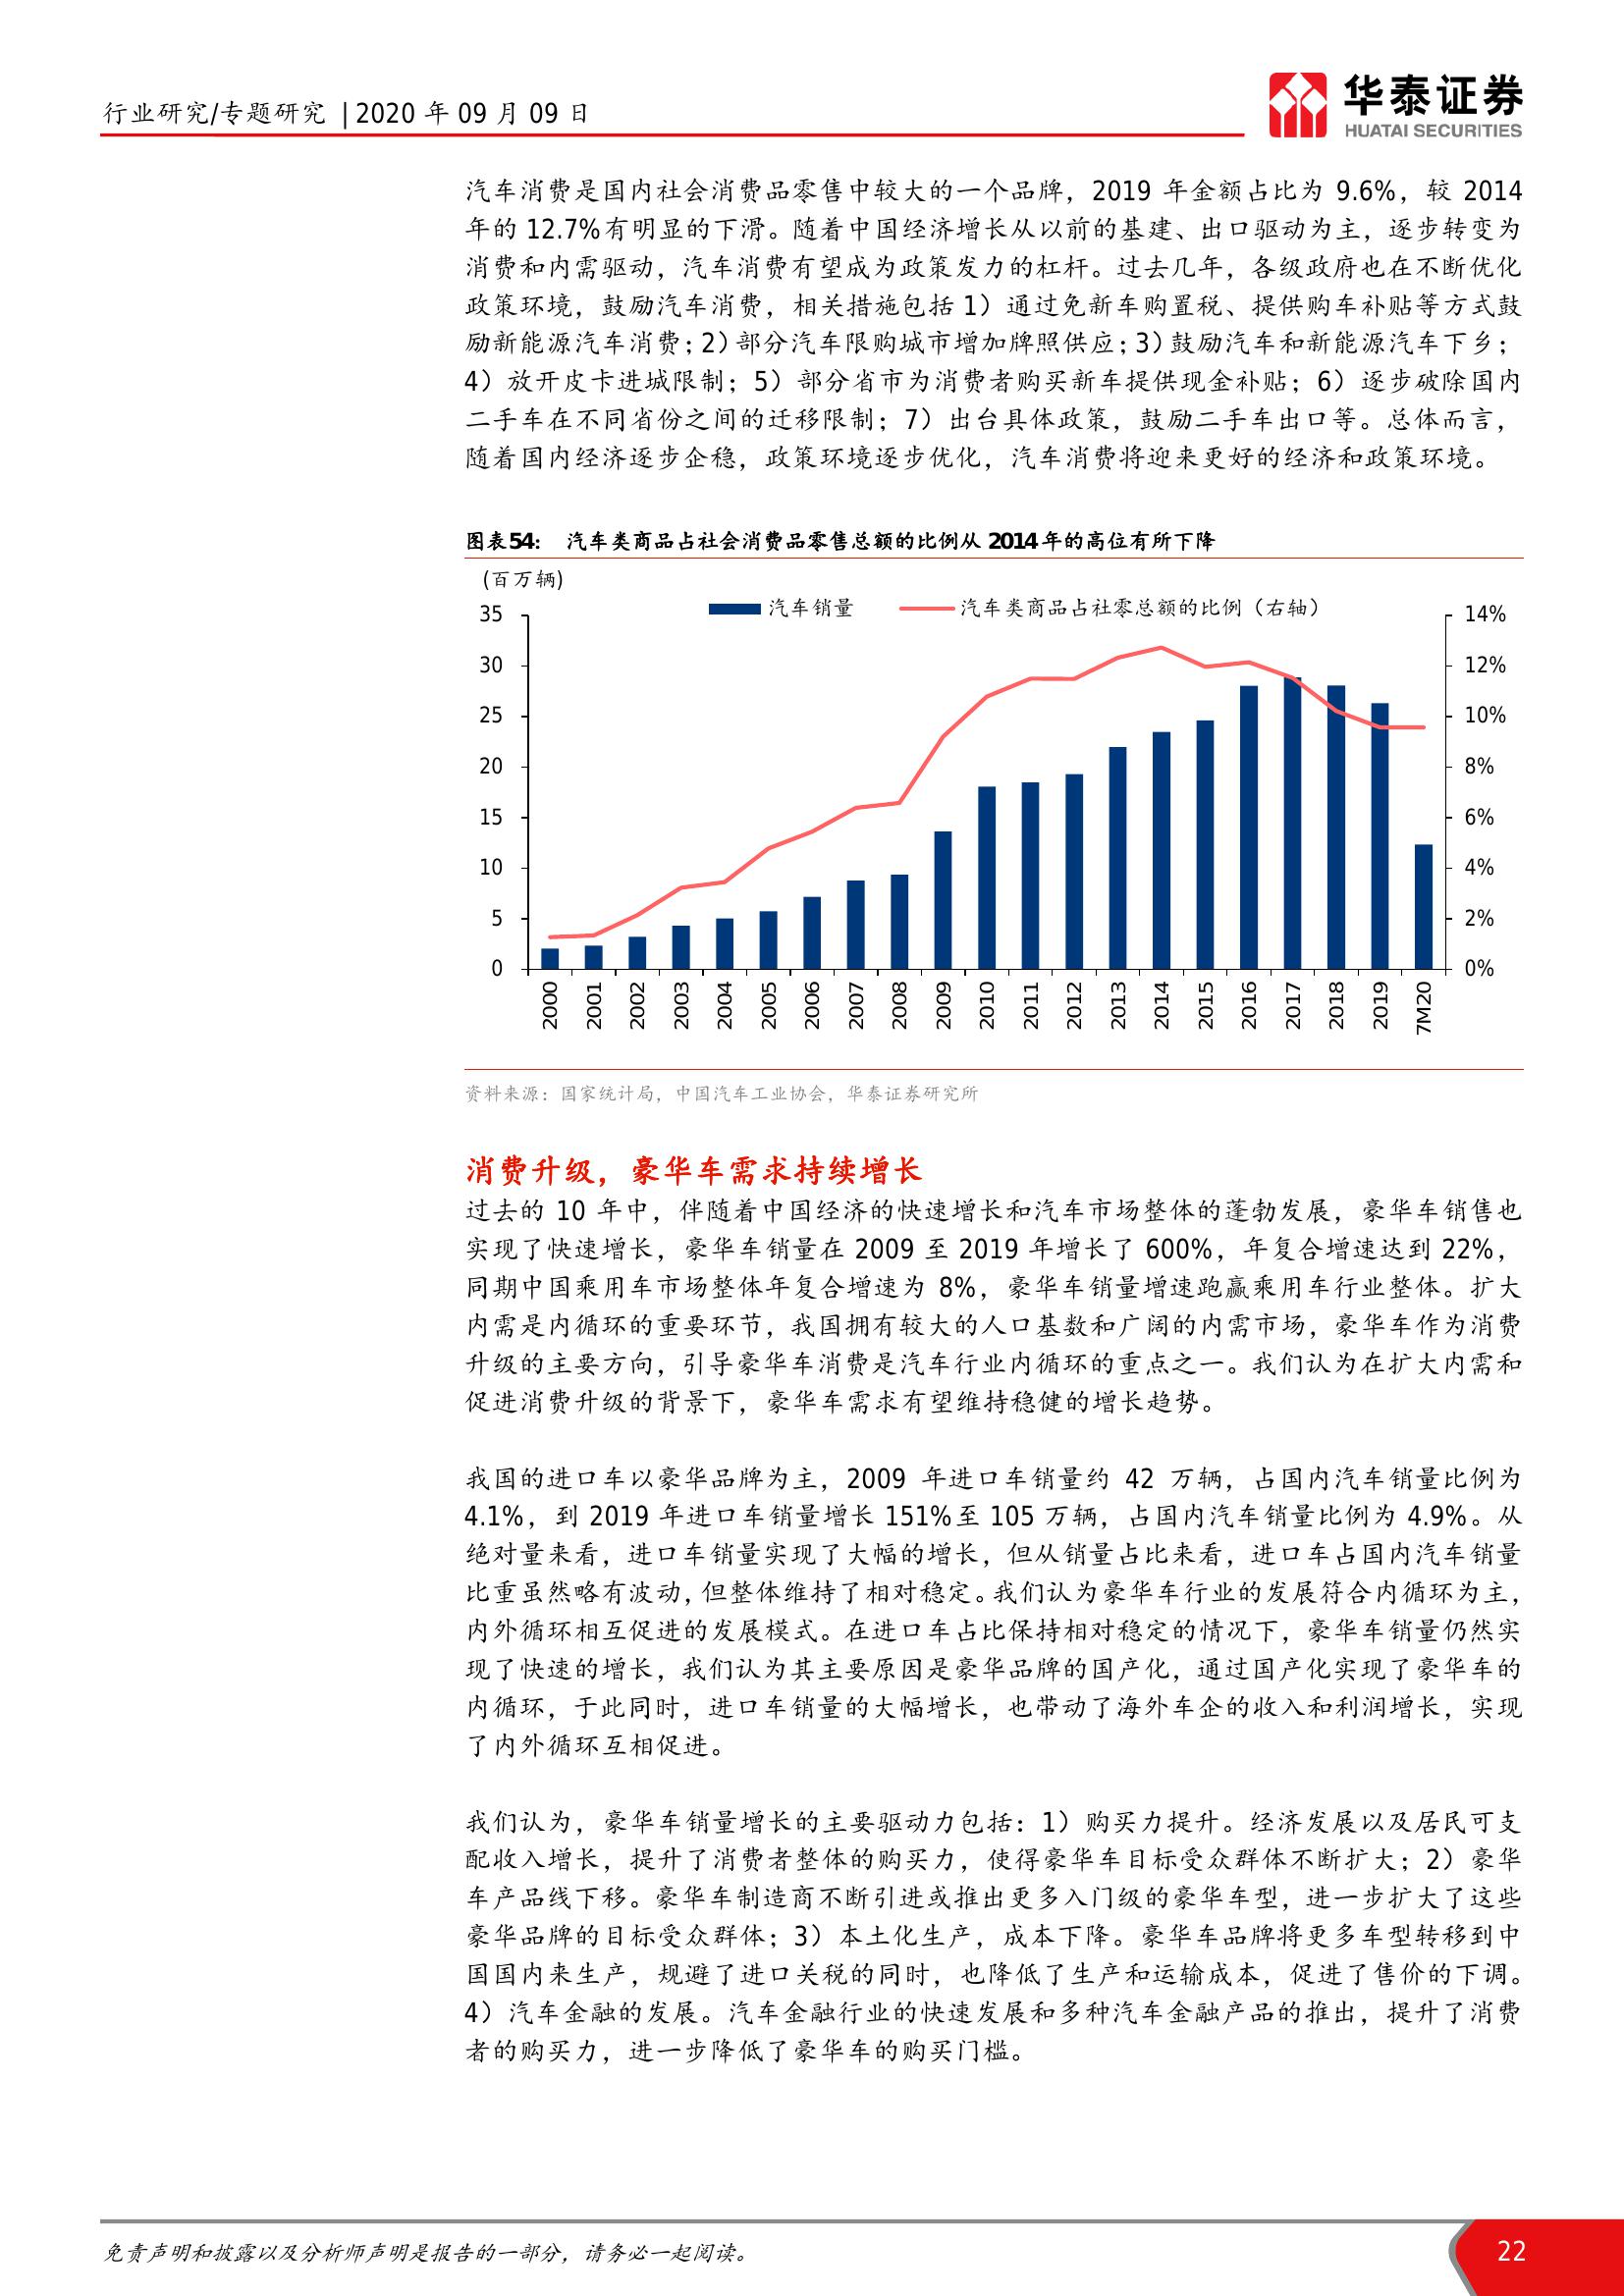 行业研究/专题研究 | 2020 年 09 月 09 日
华泰证券
HUATAI SECURITIES
汽车消费是国内社会消费品零售中较大的一个品牌，2019 年金额占比为 9.6%，较 2014
年的 12.7%有明显的下滑。随着中国经济增长从以前的基建、出口驱动为主，逐步转变为
消费和内需驱动，汽车消费有望成为政策发力的杠杆。过去几年，各级政府也在不断优化
政策环境，鼓励汽车消费，相关措施包括 1）通过免新车购置税、提供购车补贴等方式鼓
励新能源汽车消费；2）部分汽车限购城市增加牌照供应；3）鼓励汽车和新能源汽车下乡；
4）放开皮卡进城限制；5）部分省市为消费者购买新车提供现金补贴；6）逐步破除国内
二手车在不同省份之间的迁移限制；7）出台具体政策，鼓励二手车出口等。总体而言，
随着国内经济逐步企稳，政策环境逐步优化，汽车消费将迎来更好的经济和政策环境。
图表54： 汽车类商品占社会消费品零售总额的比例从 2014 年的高位有所下降
(百万辆)
汽车销量 汽车类商品占社零总额的比例（右轴）
35 14%
30 12%
25 10%
20 8%
15 6%
10 4%
5 2%
0 0%
2000 2001 2002 2003 2004 2005 2006 2007 2008 2009 2010 2011 2012 2013 2014 2015 2016 2017 2018 2019 7M20
资料来源：国家统计局，中国汽车工业协会，华泰证券研究所
消费升级，豪华车需求持续增长
过去的 10 年中，伴随着中国经济的快速增长和汽车市场整体的蓬勃发展，豪华车销售也
实现了快速增长，豪华车销量在 2009 至 2019 年增长了 600%，年复合增速达到 22%，
同期中国乘用车市场整体年复合增速为 8%，豪华车销量增速跑赢乘用车行业整体。扩大
内需是内循环的重要环节，我国拥有较大的人口基数和广阔的内需市场，豪华车作为消费
升级的主要方向，引导豪华车消费是汽车行业内循环的重点之一。我们认为在扩大内需和
促进消费升级的背景下，豪华车需求有望维持稳健的增长趋势。
我国的进口车以豪华品牌为主，2009 年进口车销量约 42 万辆，占国内汽车销量比例为
4.1%，到 2019 年进口车销量增长 151%至 105 万辆，占国内汽车销量比例为 4.9%。从
绝对量来看，进口车销量实现了大幅的增长，但从销量占比来看，进口车占国内汽车销量
比重虽然略有波动，但整体维持了相对稳定。我们认为豪华车行业的发展符合内循环为主，
内外循环相互促进的发展模式。在进口车占比保持相对稳定的情况下，豪华车销量仍然实
现了快速的增长，我们认为其主要原因是豪华品牌的国产化，通过国产化实现了豪华车的
内循环，于此同时，进口车销量的大幅增长，也带动了海外车企的收入和利润增长，实现
了内外循环互相促进。
我们认为，豪华车销量增长的主要驱动力包括：1）购买力提升。经济发展以及居民可支
配收入增长，提升了消费者整体的购买力，使得豪华车目标受众群体不断扩大；2）豪华
车产品线下移。豪华车制造商不断引进或推出更多入门级的豪华车型，进一步扩大了这些
豪华品牌的目标受众群体；3）本土化生产，成本下降。豪华车品牌将更多车型转移到中
国国内来生产，规避了进口关税的同时，也降低了生产和运输成本，促进了售价的下调。
4）汽车金融的发展。汽车金融行业的快速发展和多种汽车金融产品的推出，提升了消费
者的购买力，进一步降低了豪华车的购买门槛。
免责声明和披露以及分析师声明是报告的一部分，请务必一起阅读。
22